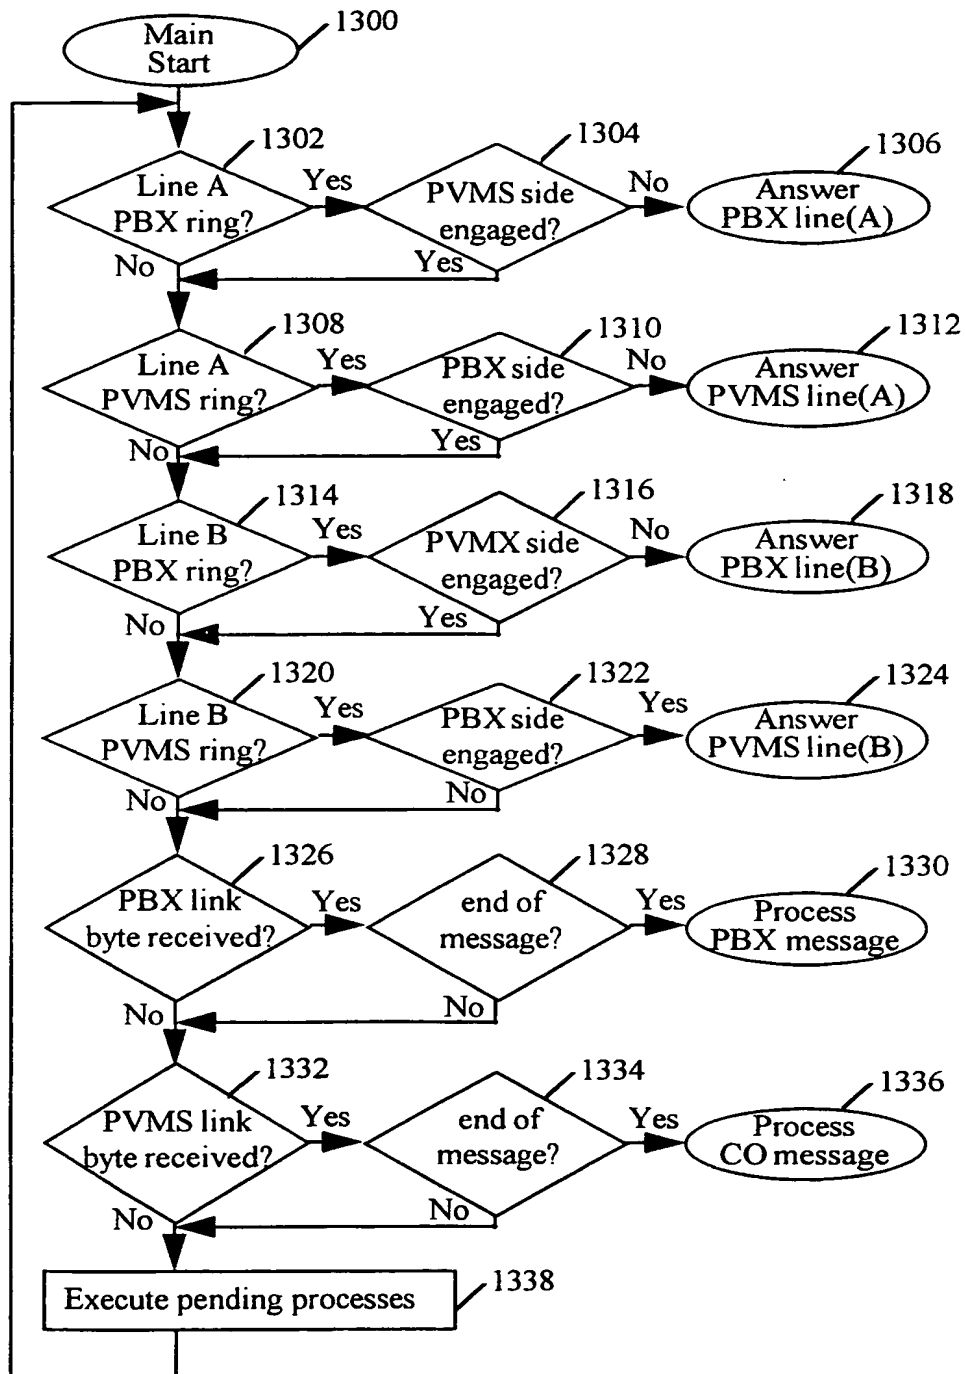 Main
Start
1300
1302
Line A
PBX ring?
Yes
No
1304
PVMS side
engaged?
No
Yes
1306
Answer
PBX line(A)
1308
Line A
PVMS ring?
Yes
No
1310
PBX side
engaged?
No
Yes
1312
Answer
PVMS line(A)
1314
Line B
PBX ring?
Yes
No
1316
PVMX side
engaged?
No
Yes
1318
Answer
PBX line(B)
1320
Line B
PVMS ring?
Yes
No
1322
PBX side
engaged?
Yes
No
1324
Answer
PVMS line(B)
1326
PBX link
byte received?
Yes
No
1328
end of
message?
Yes
No
1330
Process
PBX message
1332
PVMS link
byte received?
Yes
No
1334
end of
message?
Yes
No
1336
Process
CO message
Execute pending processes
1338